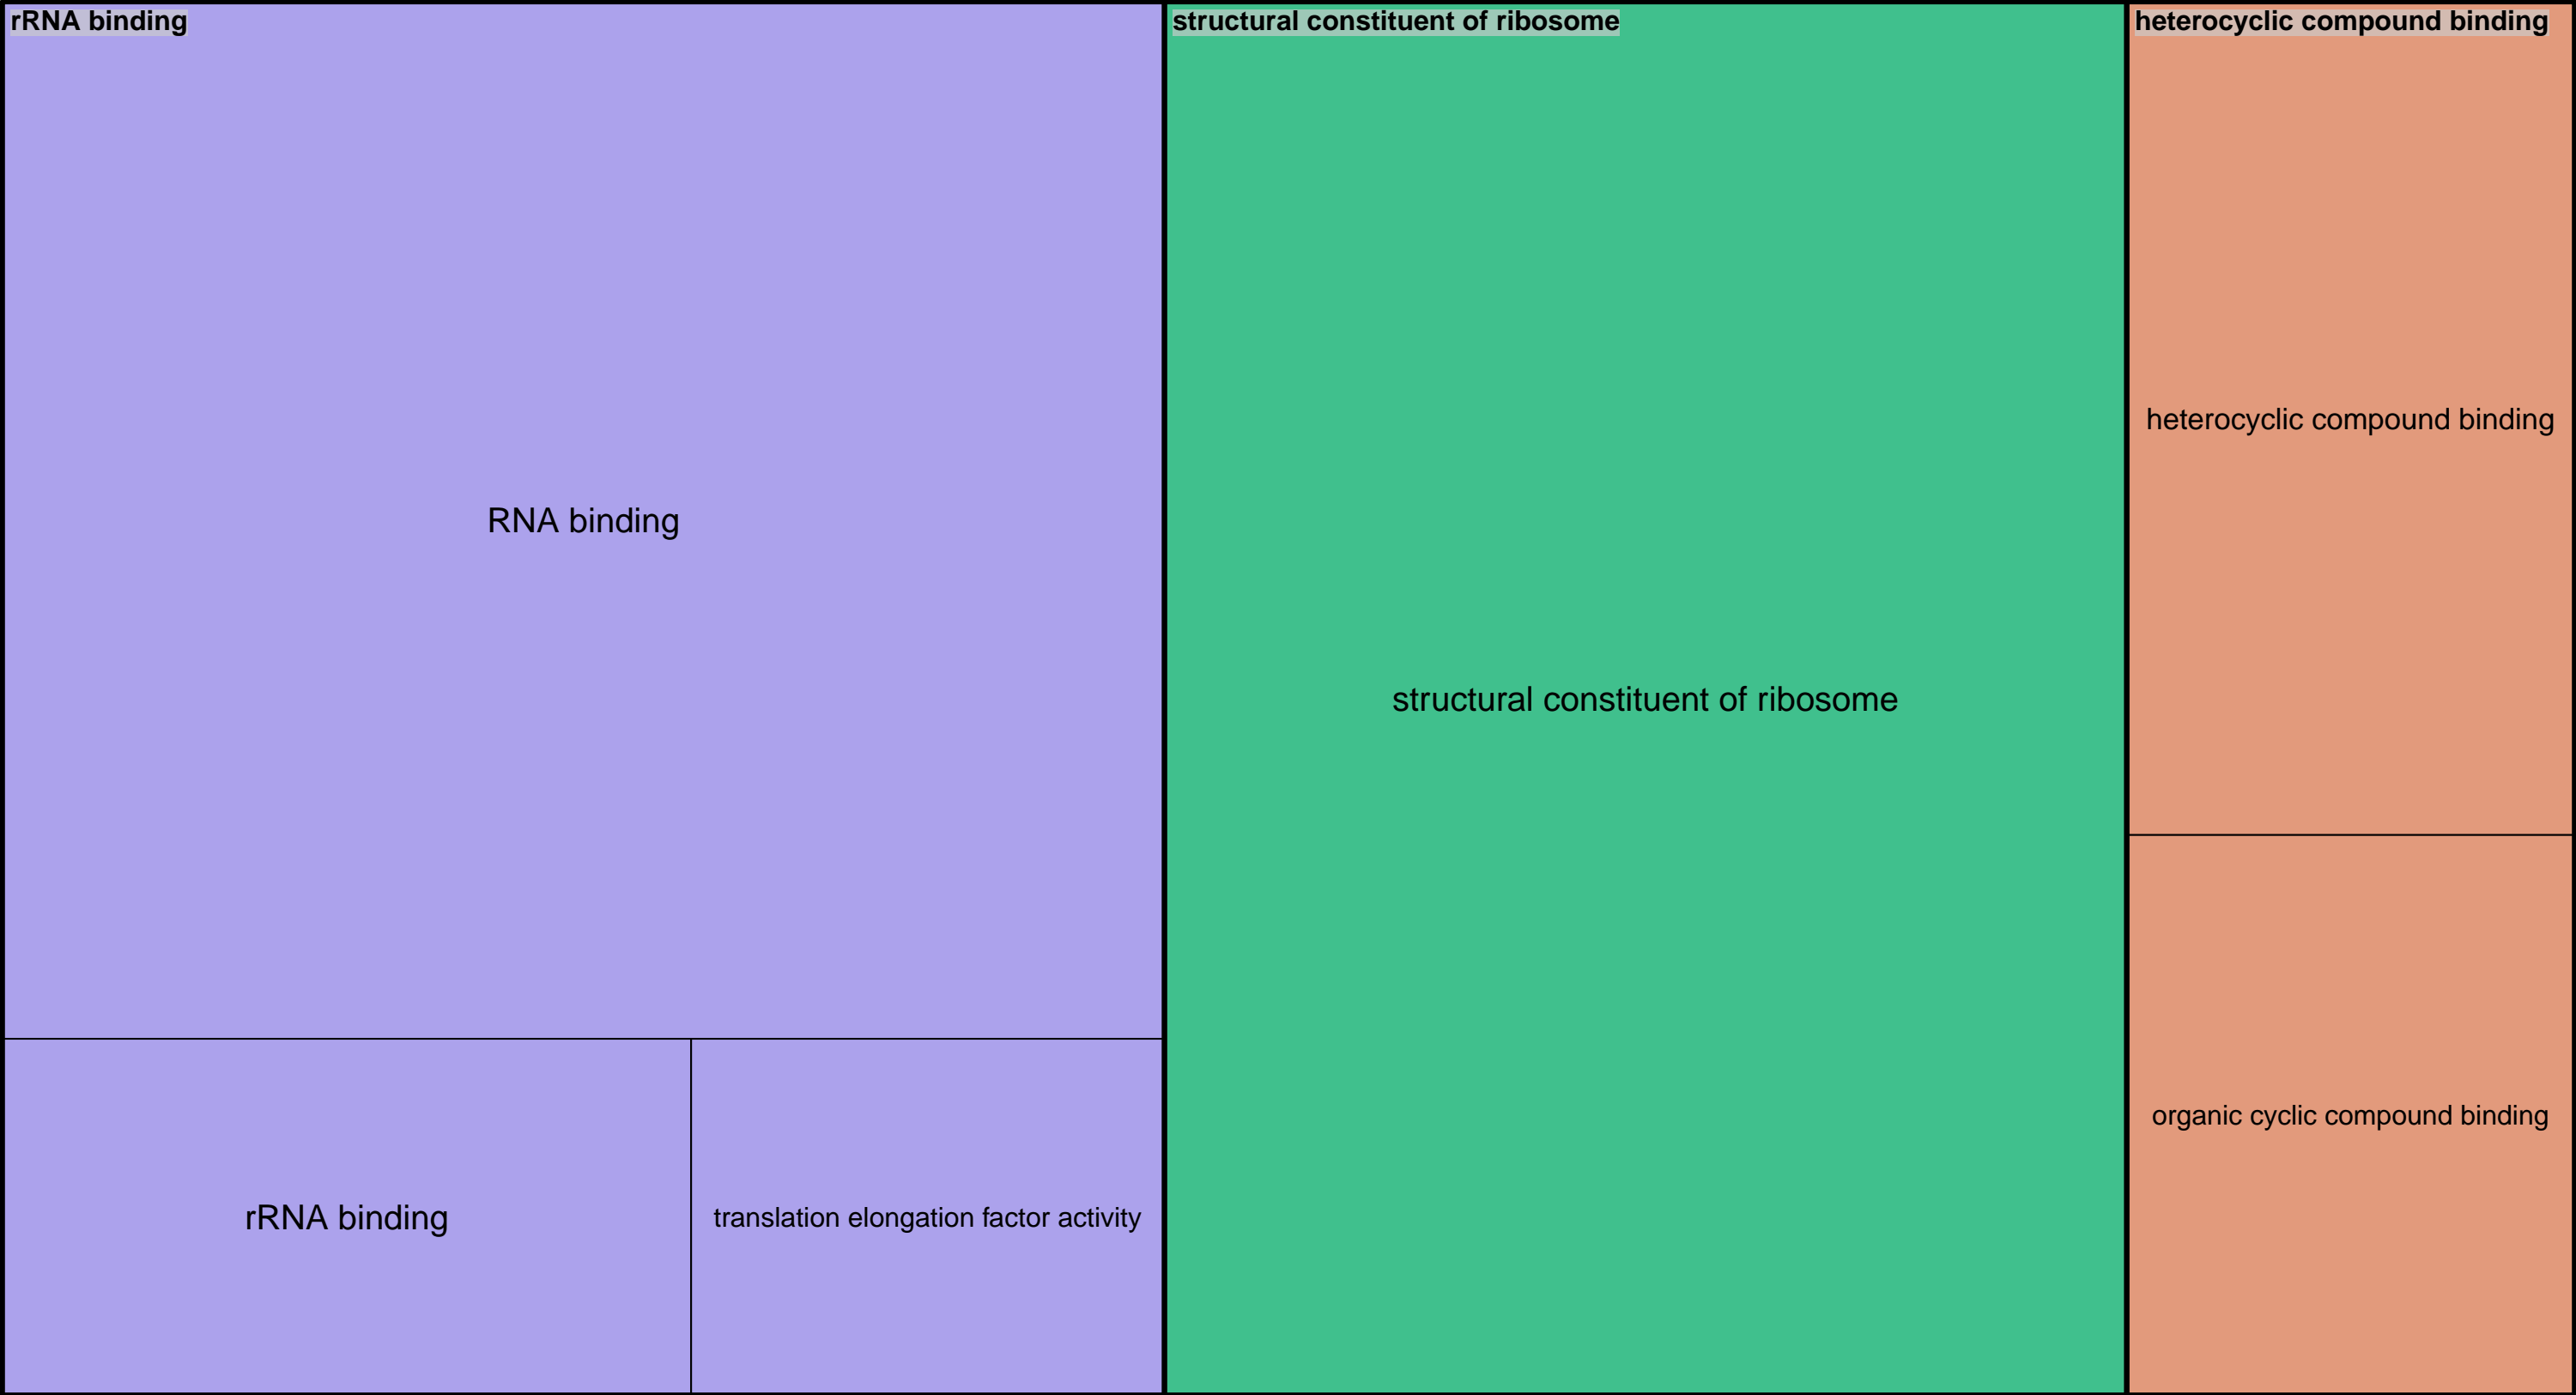 rRNA binding
RNA binding
rRNA binding
translation elongation factor activity
structural constituent of ribosome
structural constituent of ribosome
heterocyclic compound binding
heterocyclic compound binding
organic cyclic compound binding